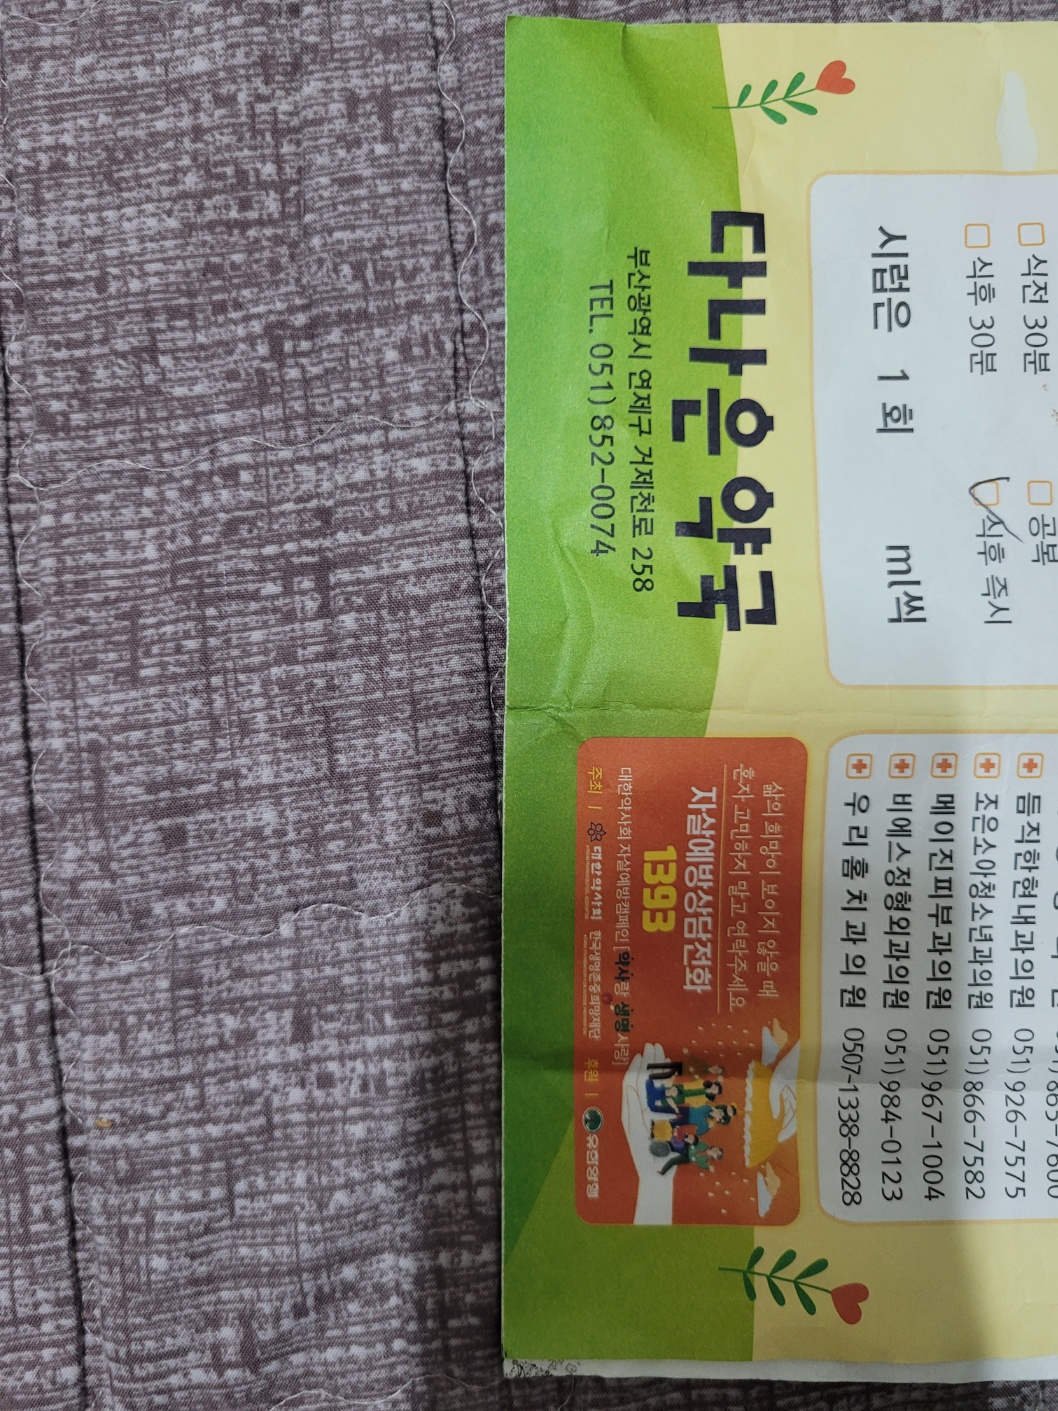 식전 30분 공복
식후 30분 식후 즉시
시럽은 1 회 ml씩
다나은약국
부산광역시 연제구 거제천로 258
TEL. 051) 852-0074
듬직한현내과의원 051) 926-7575
조은소아청소년과의원 051) 866-7582
메이진피부과의원 051) 967-1004
비에스정형외과의원 051) 984-0123
우리홈치과의원 0507-1338-8828
삶의 희망이 보이지 않을 때
혼자 고민하지 말고 연락주세요
자살예방상담전화
1393
대한약사회 자살예방캠페인 [약사랑 생명사랑]
주최 | 대한약사회 한국생명존중희망재단 후원 | 유한양행